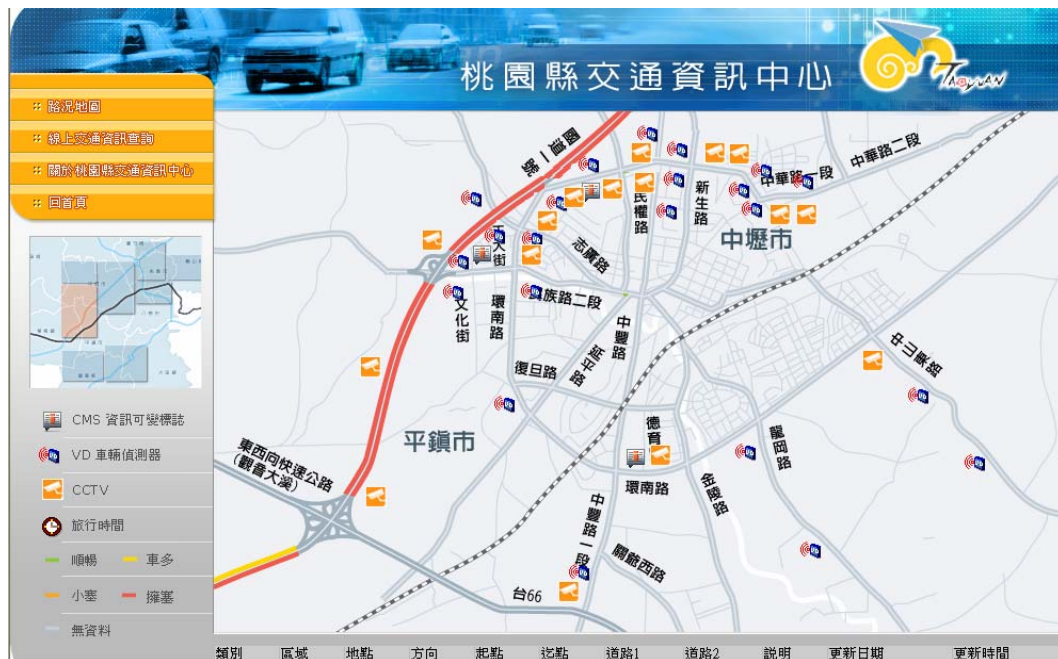 桃園縣交通資訊中心
TAOYUAN
路況地圖
線上交通資訊查詢
關於桃園縣交通資訊中心
回首頁
國道一號
中華路二段
中華路一段
新生路
民權路
中壢市
志廣路
文化街
環南路
民族路二段
中豐路
延平路
復旦路
中山東路
平鎮市
德育
龍岡路
東西向快速公路
(觀音大溪)
環南路
金陵路
中豐路一段
關爺西路
台66
CMS 資訊可變標誌
VD 車輛偵測器
CCTV
旅行時間
順暢
車多
小塞
擁塞
無資料
類別 區域 地點 方向 起點 迄點 道路1 道路2 說明 更新日期 更新時間